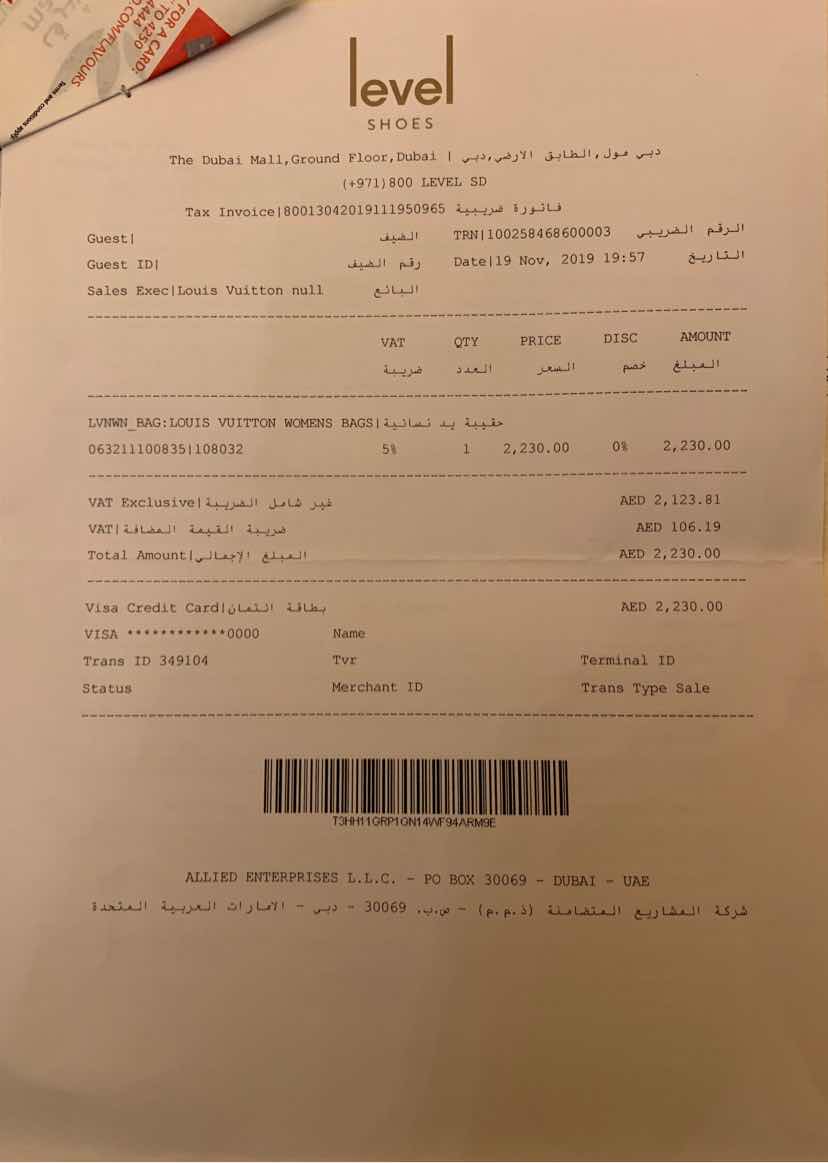 FOR A CARD:
TO 4250
4444
O.COM/FLAVOURS
Terms and conditions apply
level
SHOES
The Dubai Mall,Ground Floor,Dubai | دبي مول,الطابق الارضي,دبي
(+971)800 LEVEL SD
Tax Invoice|80013042019111950965 فاتورة ضريبية
Guest| الضيف TRN|100258468600003 الرقم الضريبي
Guest ID| رقم الضيف Date|19 Nov, 2019 19:57 التاريخ
Sales Exec|Louis Vuitton null البائع
VAT QTY PRICE DISC AMOUNT
ضريبة العدد السعر خصم المبلغ
LVNWN_BAG:LOUIS VUITTON WOMENS BAGS|حقيبة يد نسائية
063211100835|108032 5% 1 2,230.00 0% 2,230.00
VAT Exclusive|غير شامل الضريبة AED 2,123.81
VAT|ضريبة القيمة المضافة AED 106.19
Total Amount|المبلغ الإجمالي AED 2,230.00
Visa Credit Card|بطاقة ائتمان AED 2,230.00
VISA ************0000 Name
Trans ID 349104 Tvr Terminal ID
Status Merchant ID Trans Type Sale
T3HH11GRP1GN14WF94ARM9E
ALLIED ENTERPRISES L.L.C. - PO BOX 30069 - DUBAI - UAE
شركة المشاريع المتضامنة (ذ.م.م) - ص.ب. 30069 - دبي - الامارات العربية المتحدة